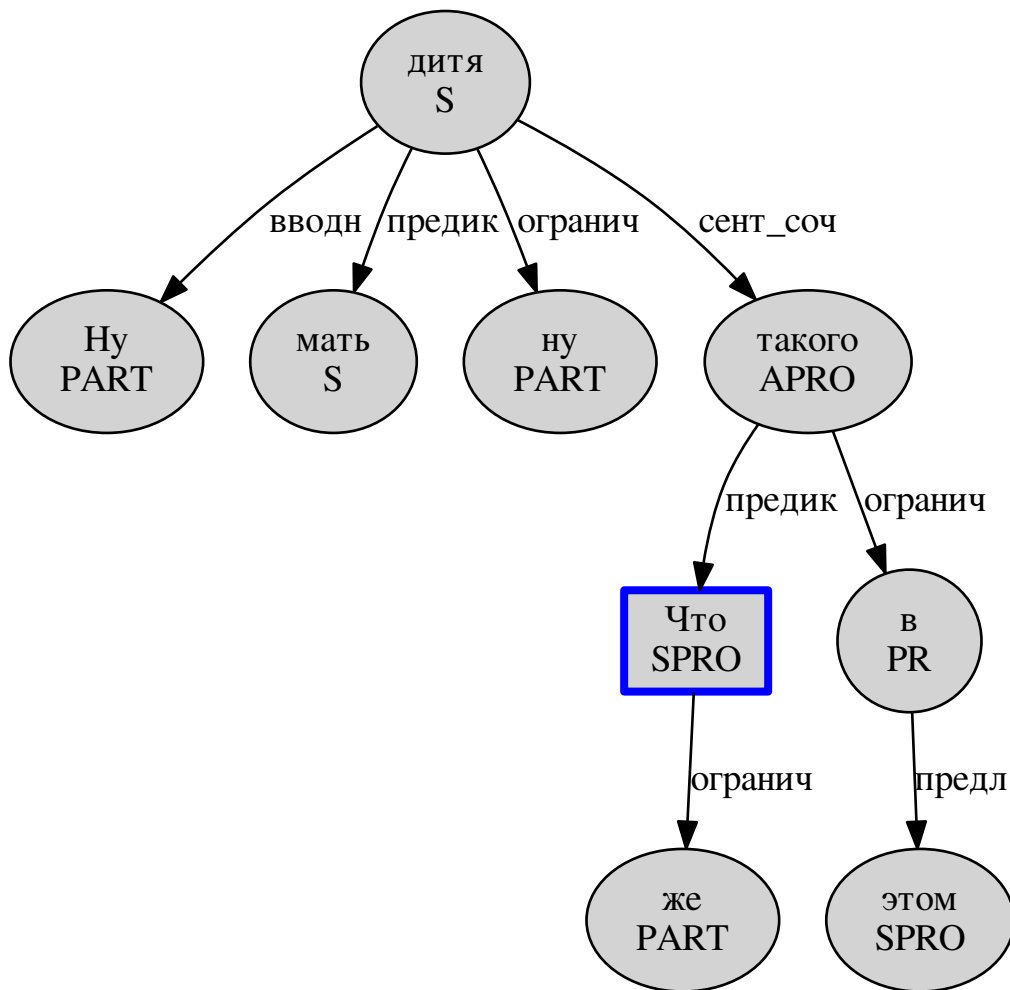 дитя
S
вводн
предик
огранич
сент_соч
Ну
PART
мать
S
ну
PART
такого
APRO
предик
огранич
Что
SPRO
в
PR
огранич
предл
же
PART
этом
SPRO